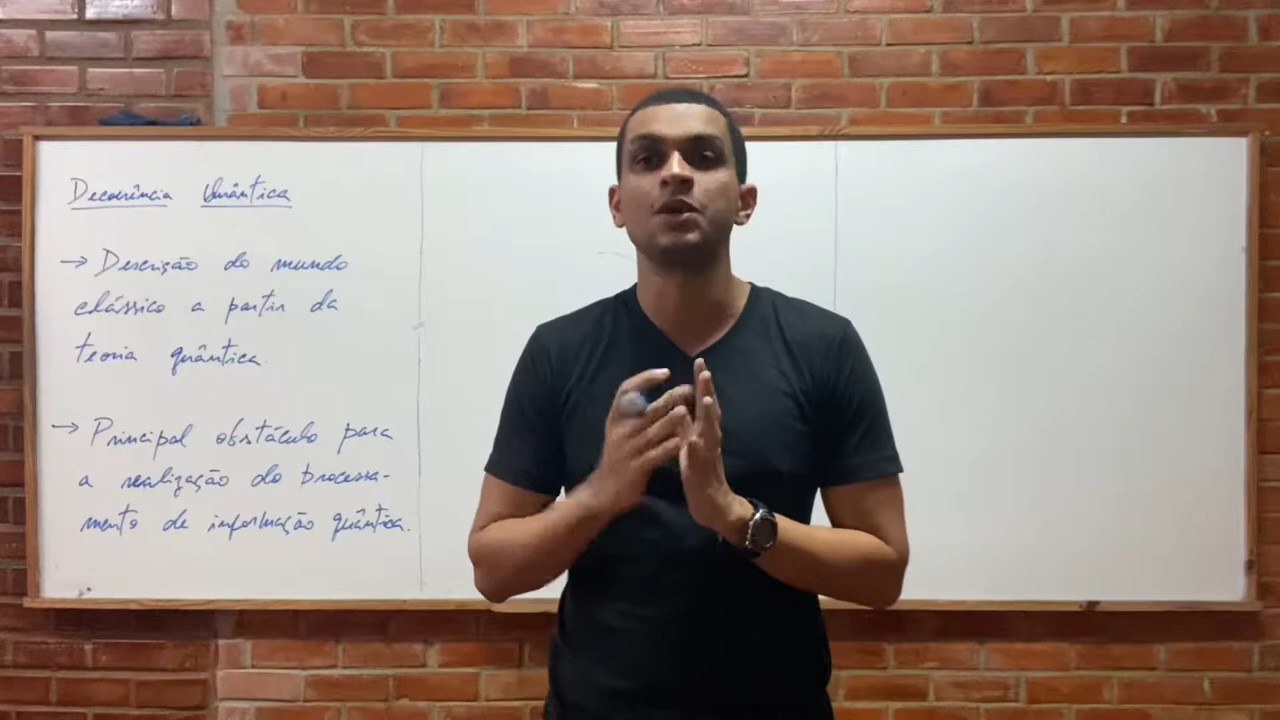 Decoerência Quântica
→ Descrição do mundo
clássico a partir da
teoria quântica.
→ Principal obstáculo para
a realização do processa-
mento de informação quântica.